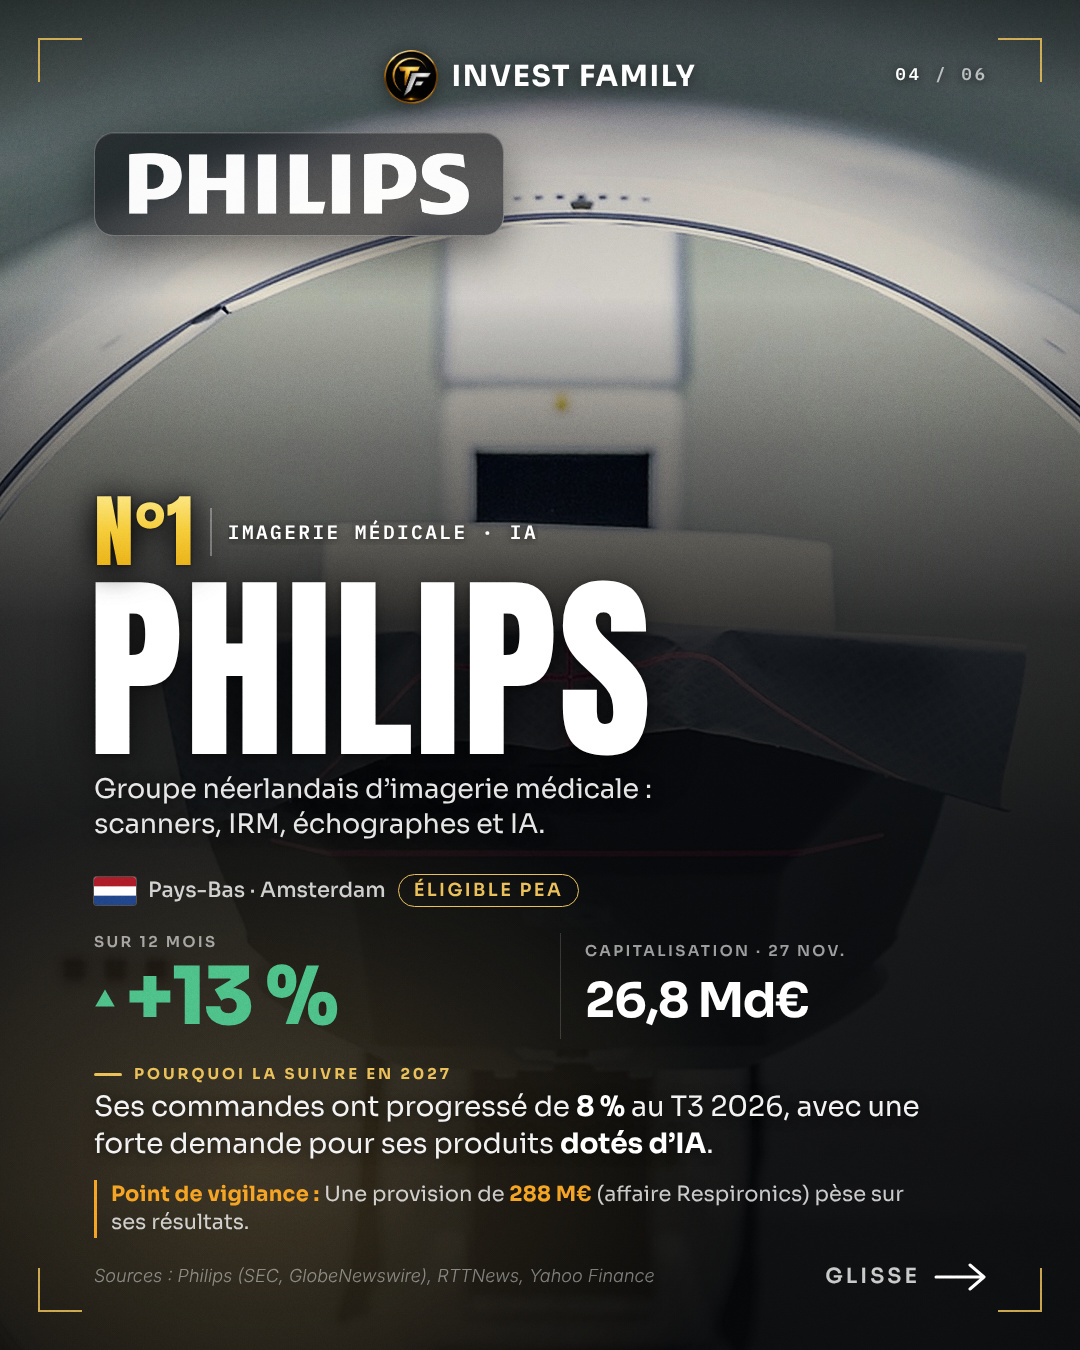 INVEST FAMILY
04 / 06
PHILIPS
N°1
IMAGERIE MÉDICALE · IA
PHILIPS
Groupe néerlandais d’imagerie médicale :
scanners, IRM, échographes et IA.
Pays-Bas · Amsterdam
ÉLIGIBLE PEA
SUR 12 MOIS
▲ +13 %
CAPITALISATION · 27 NOV.
26,8 Md€
POURQUOI LA SUIVRE EN 2027
Ses commandes ont progressé de 8 % au T3 2026, avec une
forte demande pour ses produits dotés d’IA.
Point de vigilance : Une provision de 288 M€ (affaire Respironics) pèse sur
ses résultats.
Sources : Philips (SEC, GlobeNewswire), RTTNews, Yahoo Finance
GLISSE →